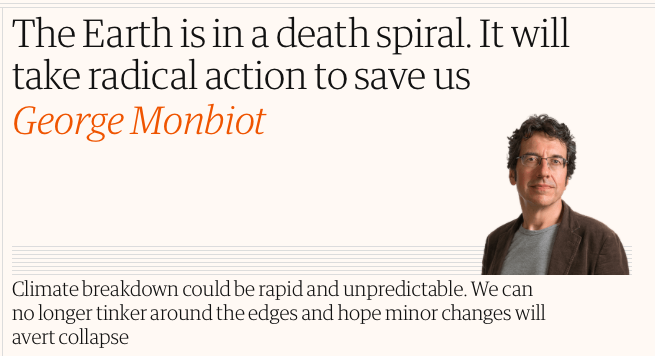 The Earth is in a death spiral. It will
take radical action to save us
George Monbiot
Climate breakdown could be rapid and unpredictable. We can
no longer tinker around the edges and hope minor changes will
avert collapse